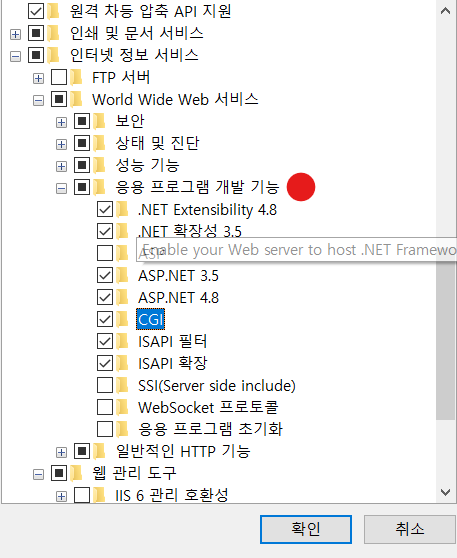 원격 차등 압축 API 지원
인쇄 및 문서 서비스
인터넷 정보 서비스
FTP 서버
World Wide Web 서비스
보안
상태 및 진단
성능 기능
응용 프로그램 개발 기능
.NET Extensibility 4.8
.NET 확장성 3.5
Enable your Web server to host .NET Framewo
ASP
ASP.NET 3.5
ASP.NET 4.8
CGI
ISAPI 필터
ISAPI 확장
SSI(Server side include)
WebSocket 프로토콜
응용 프로그램 초기화
일반적인 HTTP 기능
웹 관리 도구
IIS 6 관리 호환성
확인 취소